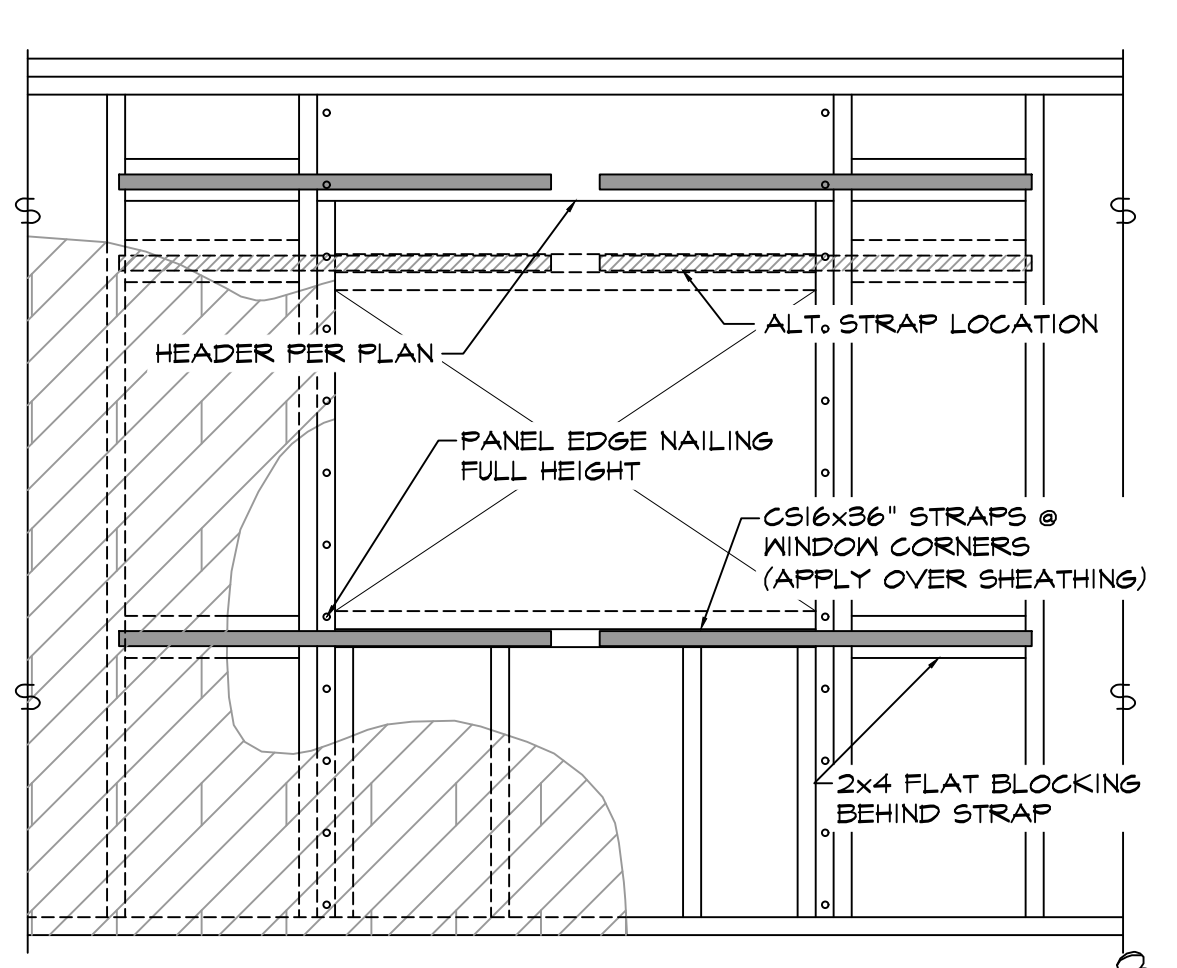 ALT. STRAP LOCATION
HEADER PER PLAN
PANEL EDGE NAILING
FULL HEIGHT
CS16x36" STRAPS @
WINDOW CORNERS
(APPLY OVER SHEATHING)
2x4 FLAT BLOCKING
BEHIND STRAP